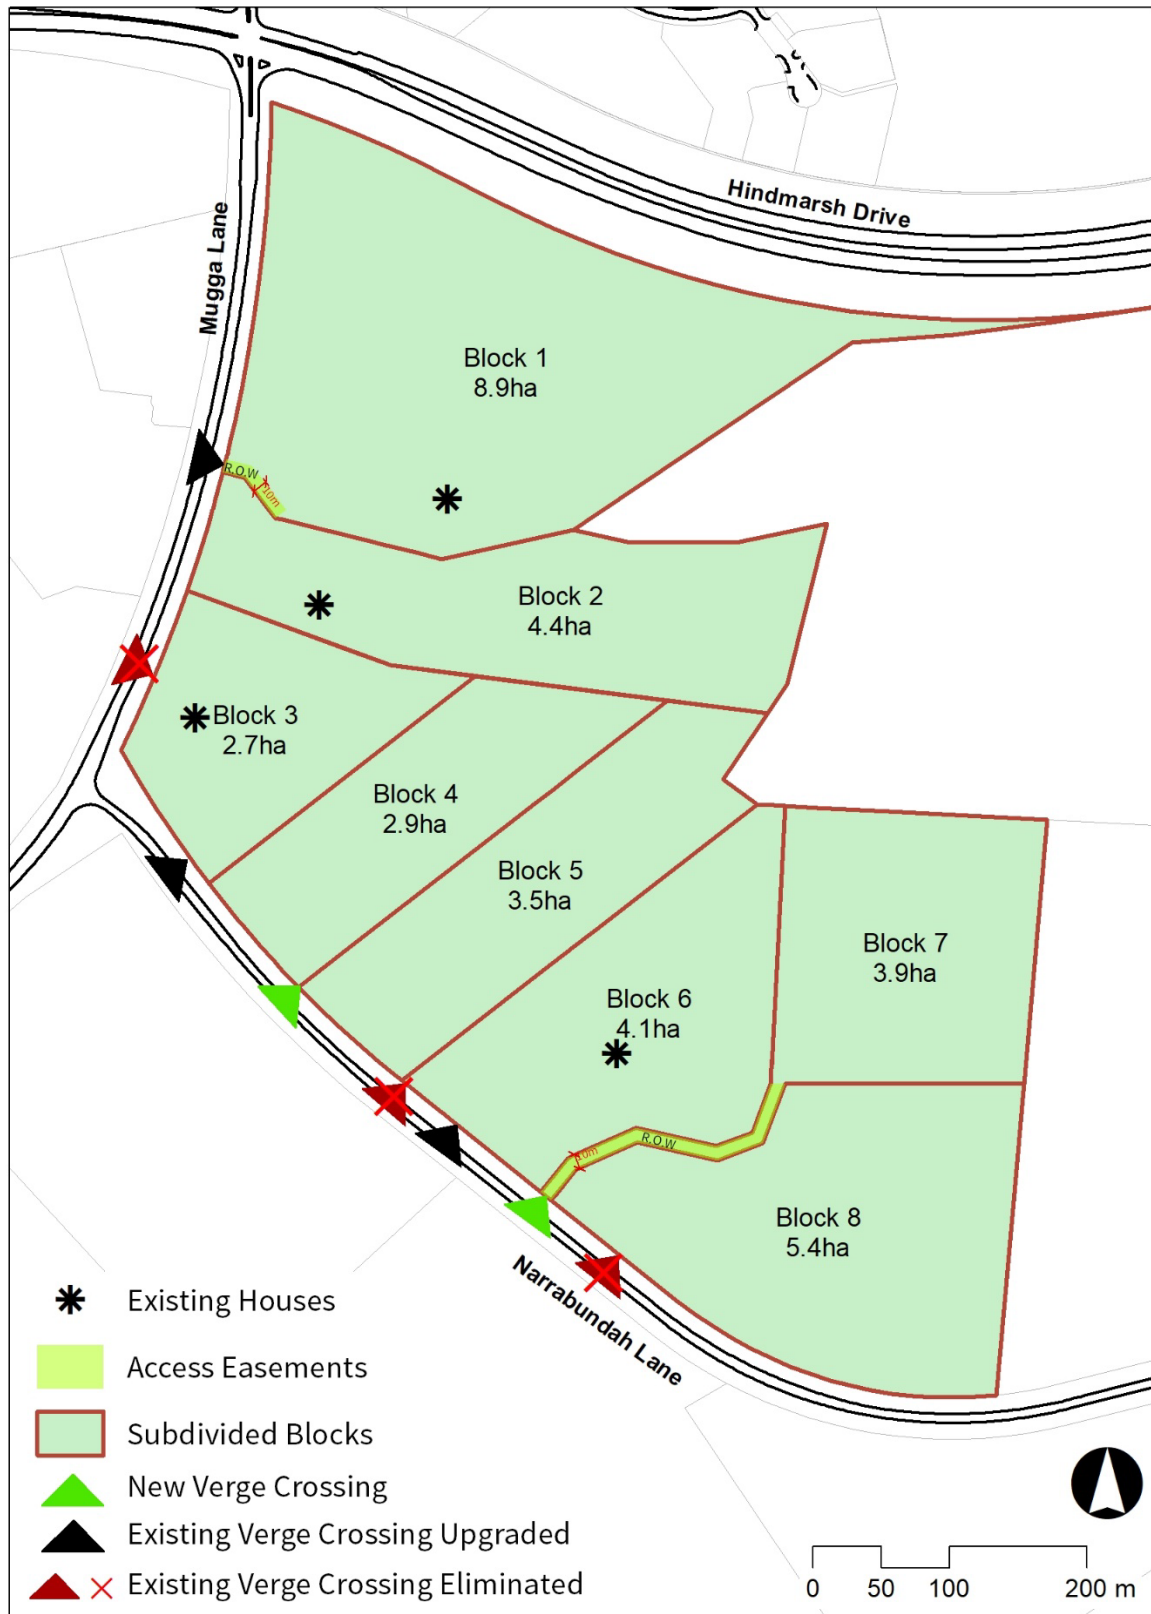 Hindmarsh Drive
Mugga Lane
Block 1
8.9ha
R.O.W
10m
Block 2
4.4ha
Block 3
2.7ha
Block 4
2.9ha
Block 5
3.5ha
Block 6
4.1ha
Block 7
3.9ha
R.O.W
10m
Block 8
5.4ha
Narrabundah Lane
Existing Houses
Access Easements
Subdivided Blocks
New Verge Crossing
Existing Verge Crossing Upgraded
Existing Verge Crossing Eliminated
0 50 100 200 m